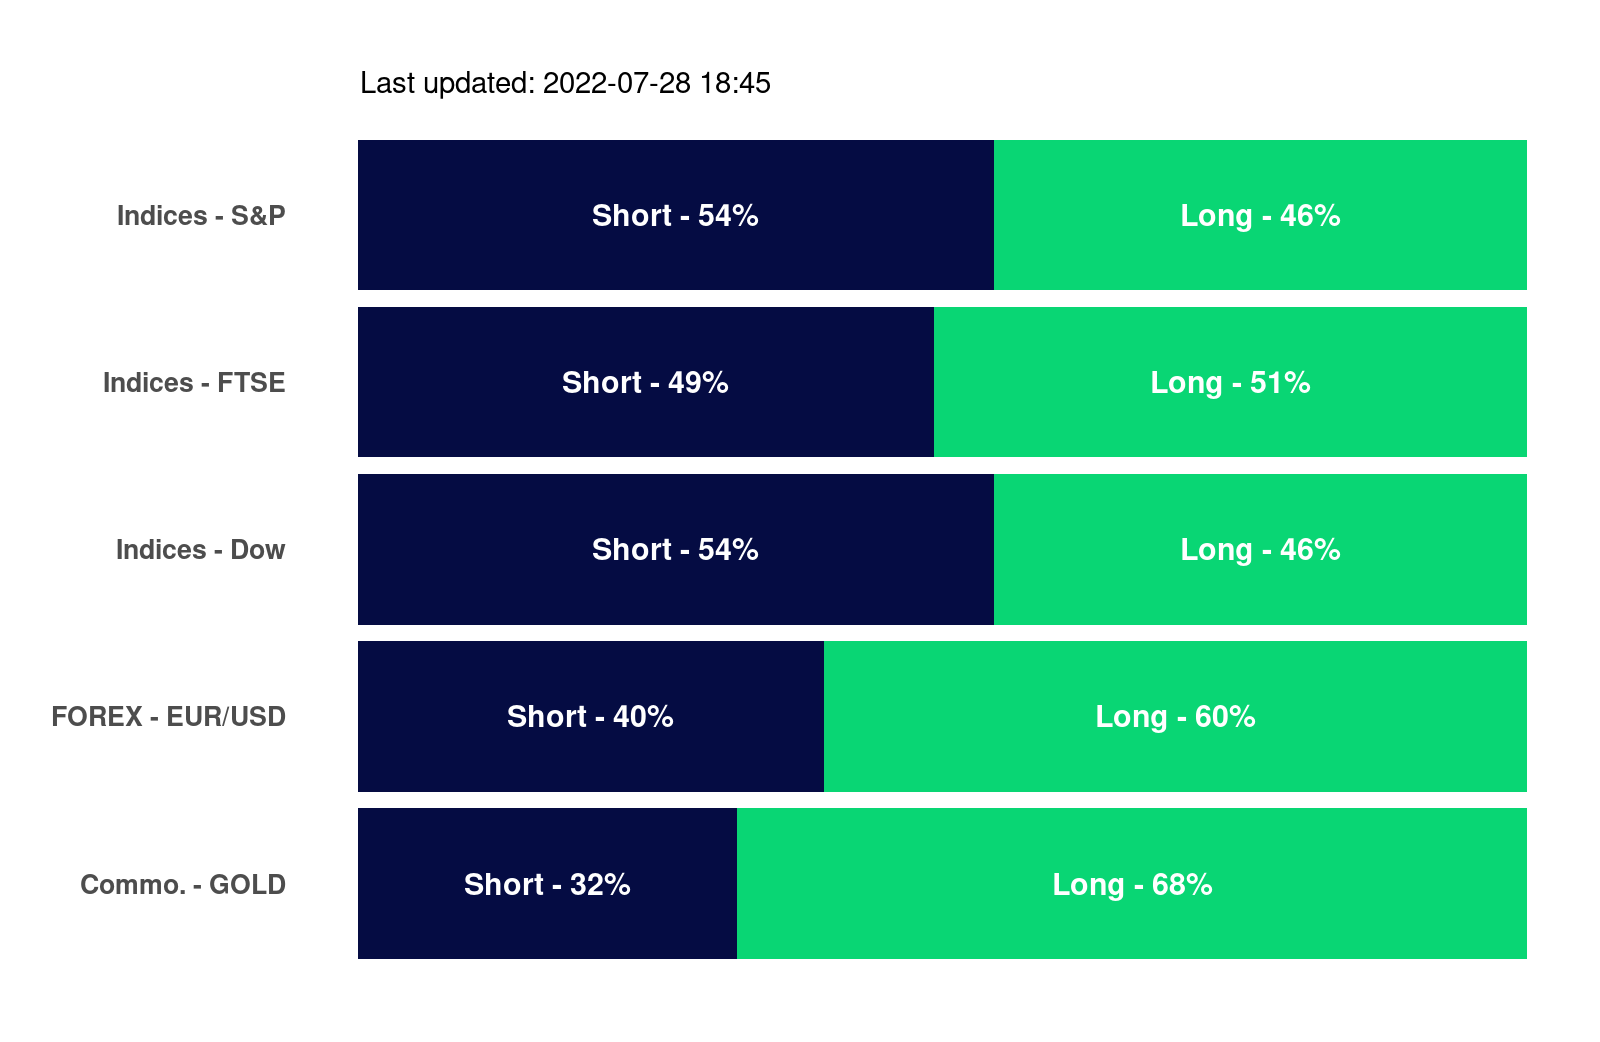 Last updated: 2022-07-28 18:45
Indices - S&P Short - 54% Long - 46%
Indices - FTSE Short - 49% Long - 51%
Indices - Dow Short - 54% Long - 46%
FOREX - EUR/USD Short - 40% Long - 60%
Commo. - GOLD Short - 32% Long - 68%